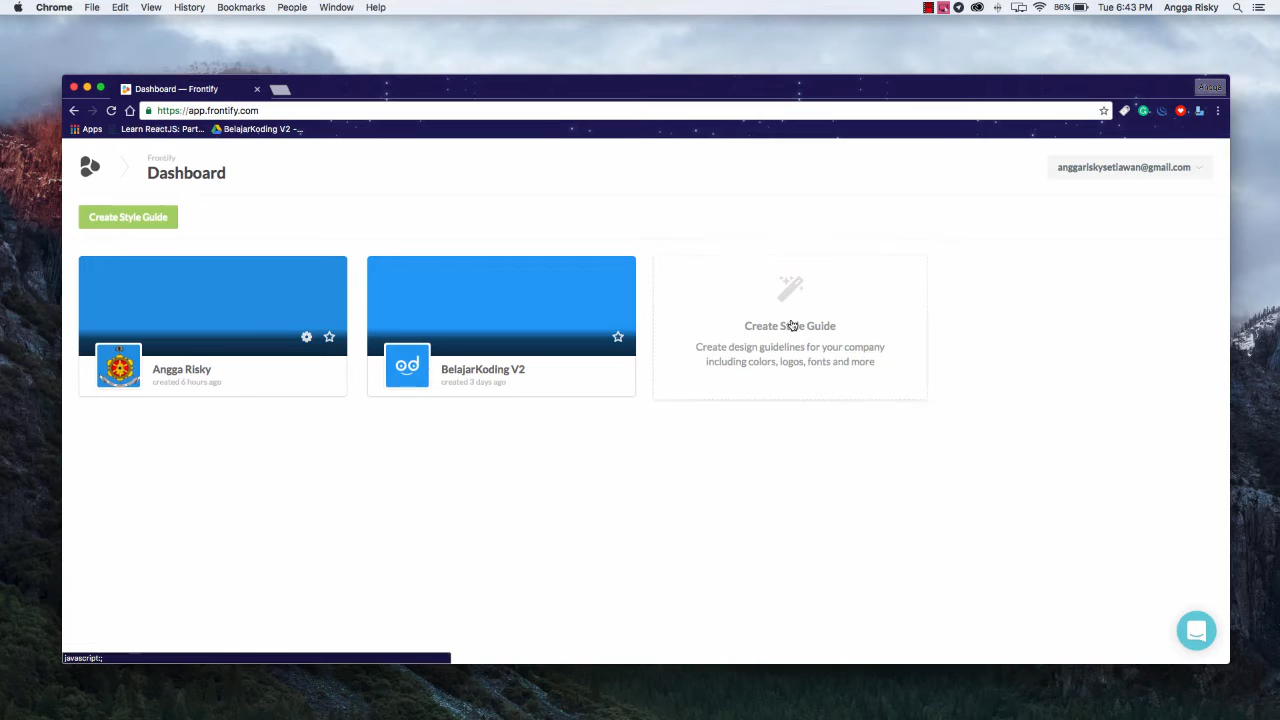 Chrome File Edit View History Bookmarks People Window Help 86% Tue 6:43 PM Angga Risky
Dashboard — Frontify Angga
https://app.frontify.com
Apps Learn ReactJS: Part... BelajarKoding V2 -...
Frontify
Dashboard
anggariskysetiawan@gmail.com
Create Style Guide
Create Style Guide
Create design guidelines for your company
including colors, logos, fonts and more
Angga Risky
created 6 hours ago
BelajarKoding V2
created 3 days ago
javascript:;